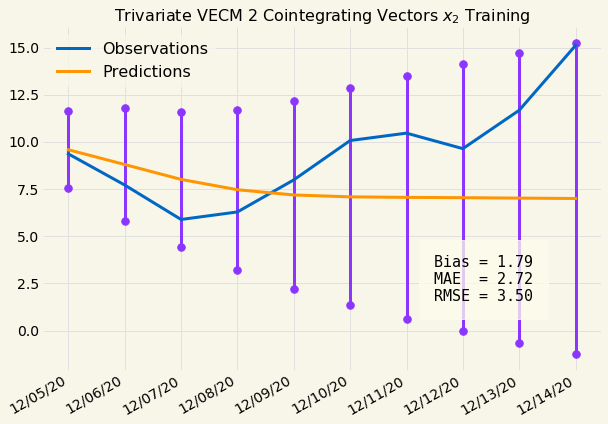 Trivariate VECM 2 Cointegrating Vectors x₂ Training
Observations
Predictions
15.0
12.5
10.0
7.5
5.0
2.5
0.0
Bias = 1.79
MAE  = 2.72
RMSE = 3.50
12/05/20
12/06/20
12/07/20
12/08/20
12/09/20
12/10/20
12/11/20
12/12/20
12/13/20
12/14/20